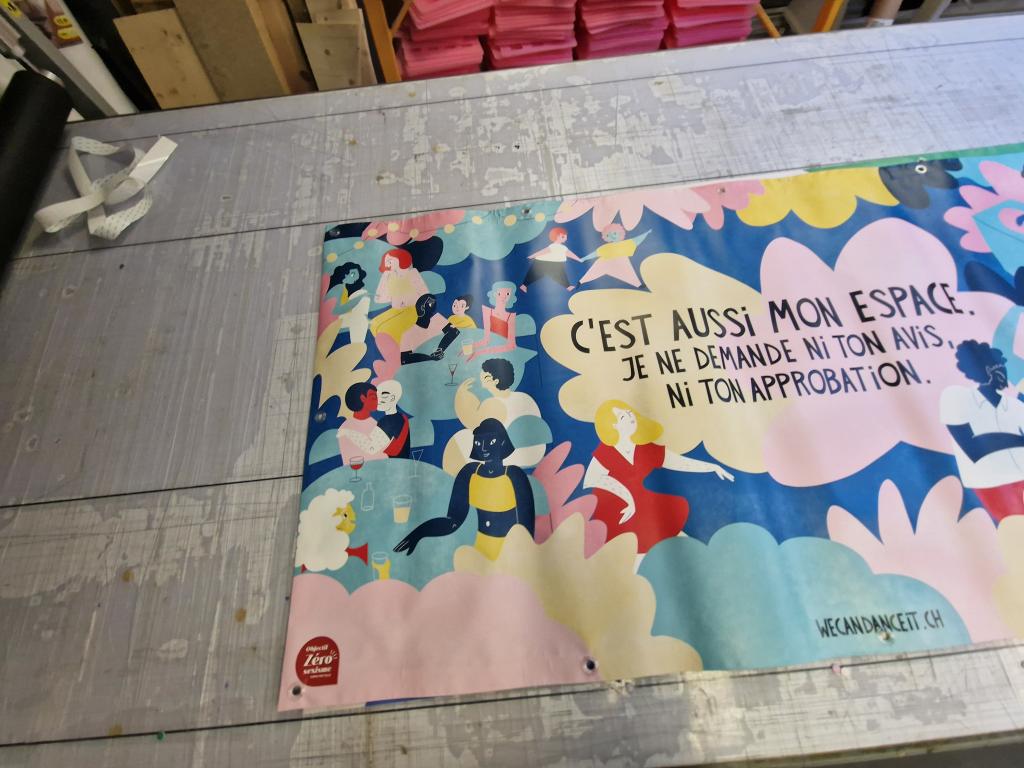 C'EST AUSSi MON ESPACE.
JE NE DEMANDE Ni TON AVIS,
Ni TON APPROBATiON.
WECANDANCEIT.CH
Objectif
Zéro
sexisme